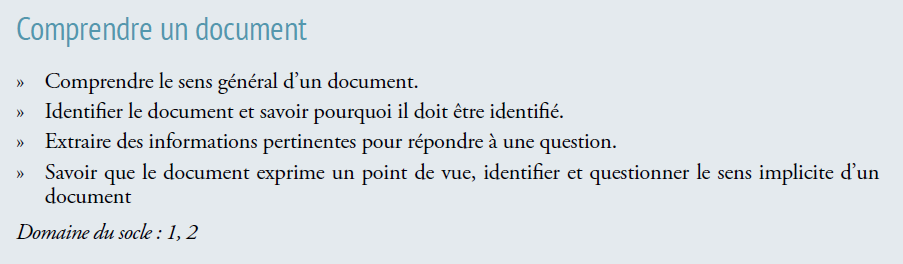 Comprendre un document
» Comprendre le sens général d’un document.
» Identifier le document et savoir pourquoi il doit être identifié.
» Extraire des informations pertinentes pour répondre à une question.
» Savoir que le document exprime un point de vue, identifier et questionner le sens implicite d’un
document
Domaine du socle : 1, 2